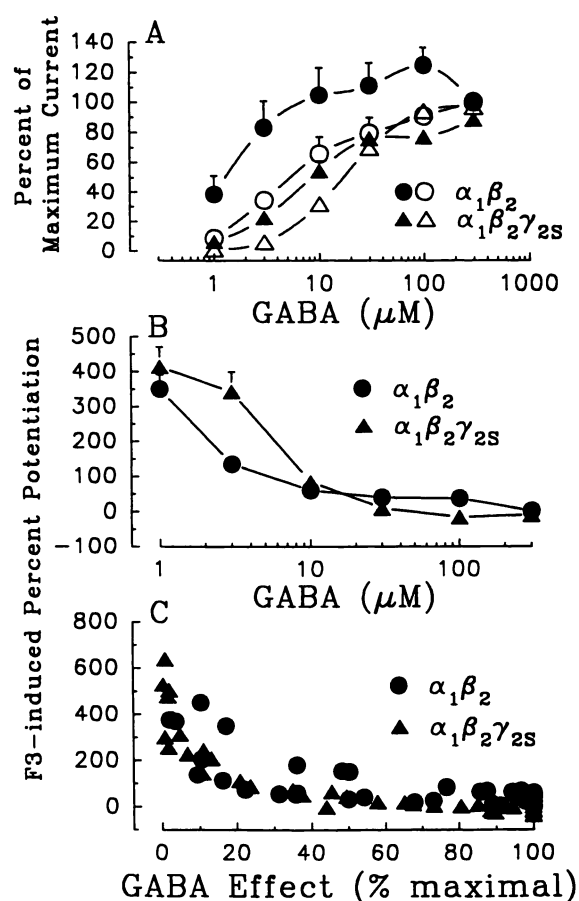 A
Percent of
Maximum Current
140
120
100
80
60
40
20
0
α₁β₂
α₁β₂γ₂S
1
10
100
1000
GABA (μM)
F3-induced Percent Potentiation
B
500
400
300
200
100
0
-100
α₁β₂
α₁β₂γ₂S
1
10
100
GABA (μM)
C
800
600
400
200
0
α₁β₂
α₁β₂γ₂S
0
20
40
60
80
100
GABA Effect (% maximal)